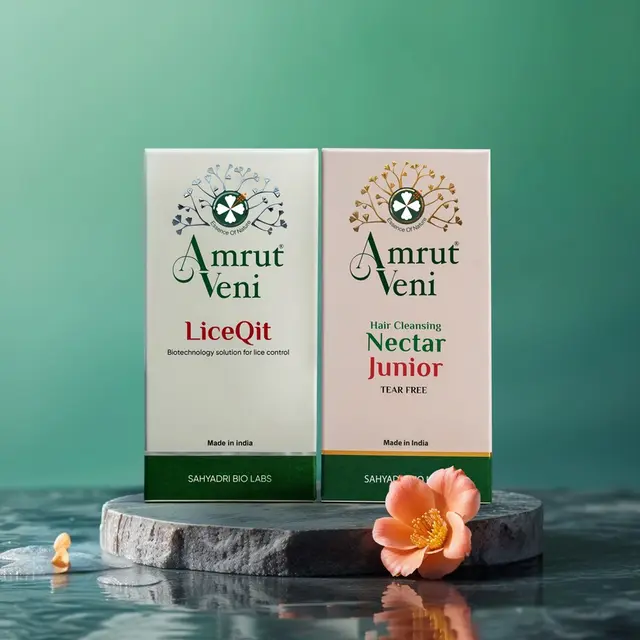 Essence Of Nature
Amrut®
Veni
LiceQit
Biotechnology solution for lice control
Made in india
SAHYADRI BIO LABS
Essence Of Nature
Amrut®
Veni
Hair Cleansing
Nectar
Junior
TEAR FREE
Made in India